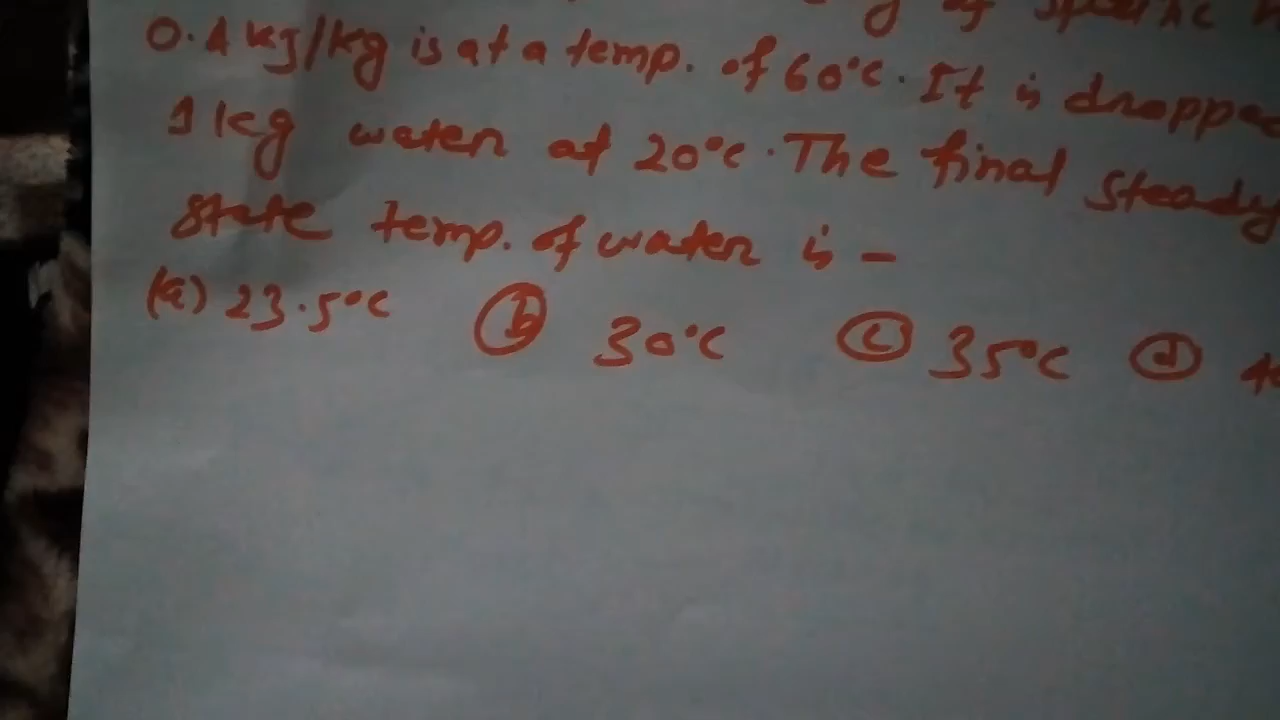 of
0.4 kJ/kg is at a temp. of 60°C. It is dropped
1 kg water at 20°C. The final steady
state temp. of water is –
(a) 23.5°C (b) 30°C (c) 35°C (d)